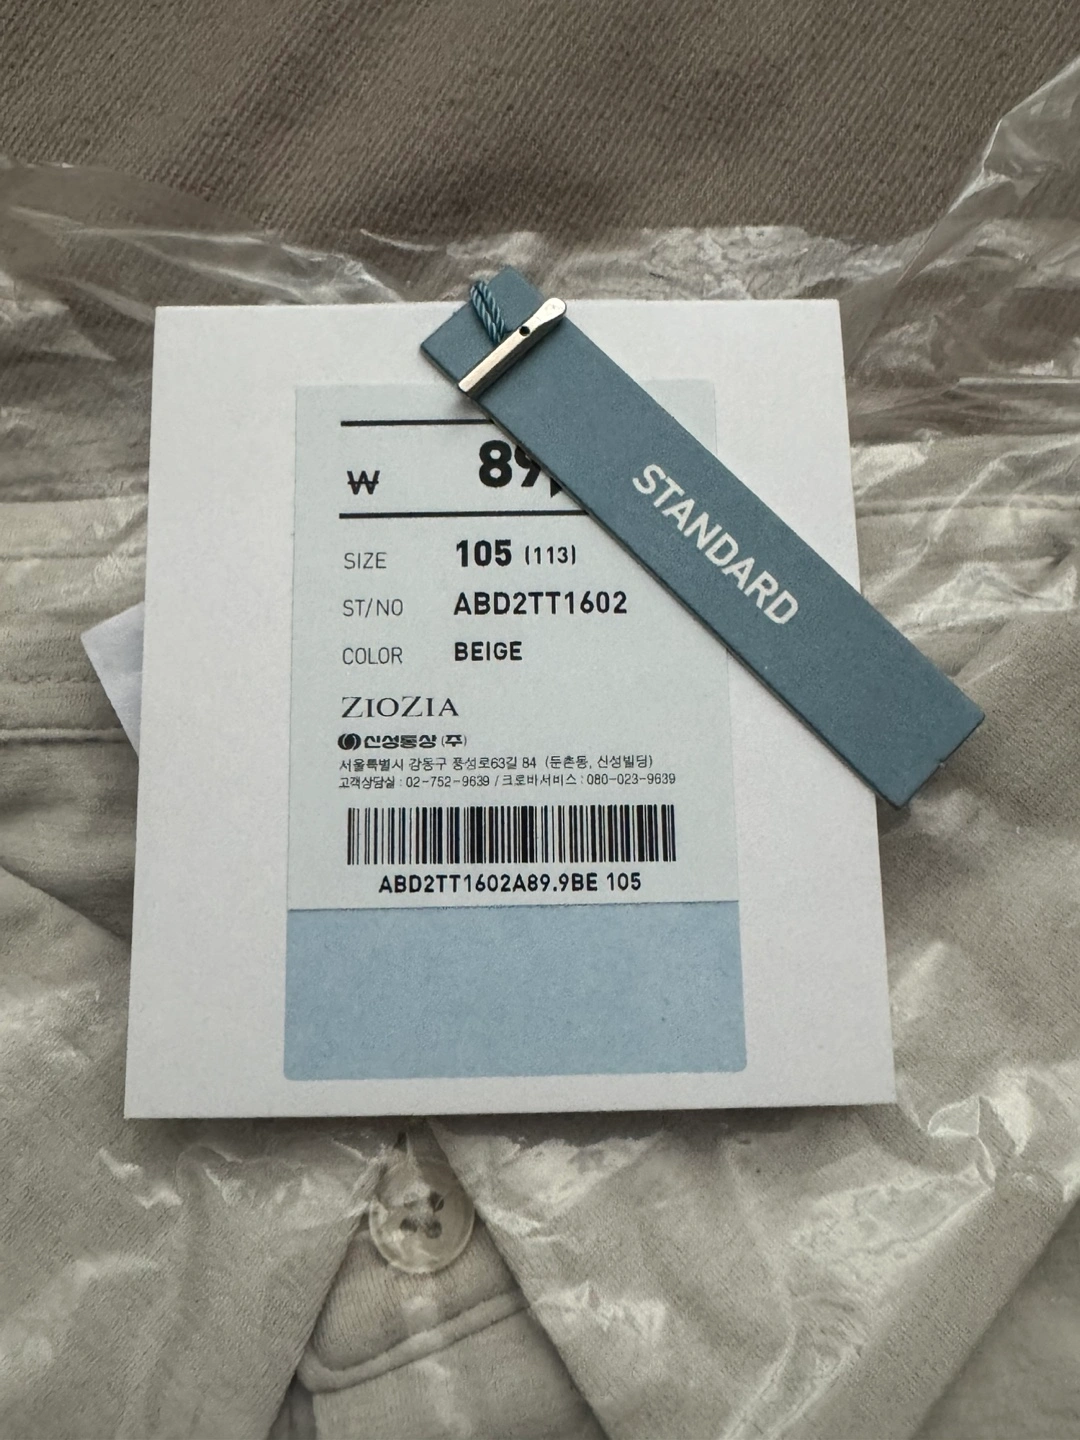 ₩ 89,
STANDARD
SIZE 105 (113)
ST/NO ABD2TT1602
COLOR BEIGE
ZIOZIA
신성통상(주)
서울특별시 강동구 풍성로63길 84 (둔촌동, 신성빌딩)
고객상담실 : 02-752-9639 / 크로바서비스 : 080-023-9639
ABD2TT1602A89.9BE 105